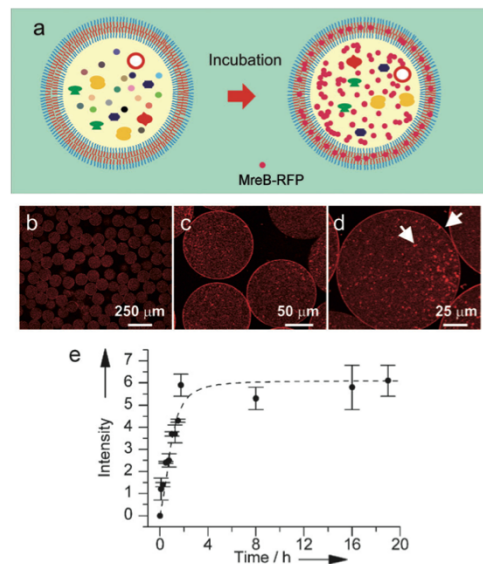 a
Incubation
MreB-RFP
b
250 μm
c
50 μm
d
25 μm
e
7
6
5
4
3
2
1
0
Intensity
0 4 8 12 16 20
Time / h